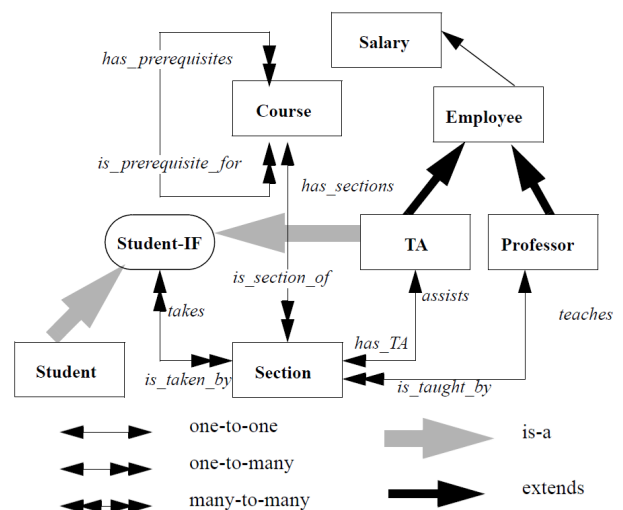 Salary
has_prerequisites
Course
Employee
is_prerequisite_for
has_sections
Student-IF
TA
Professor
is_section_of
takes
assists
teaches
has_TA
Student
is_taken_by
Section
is_taught_by
one-to-one
is-a
one-to-many
many-to-many
extends